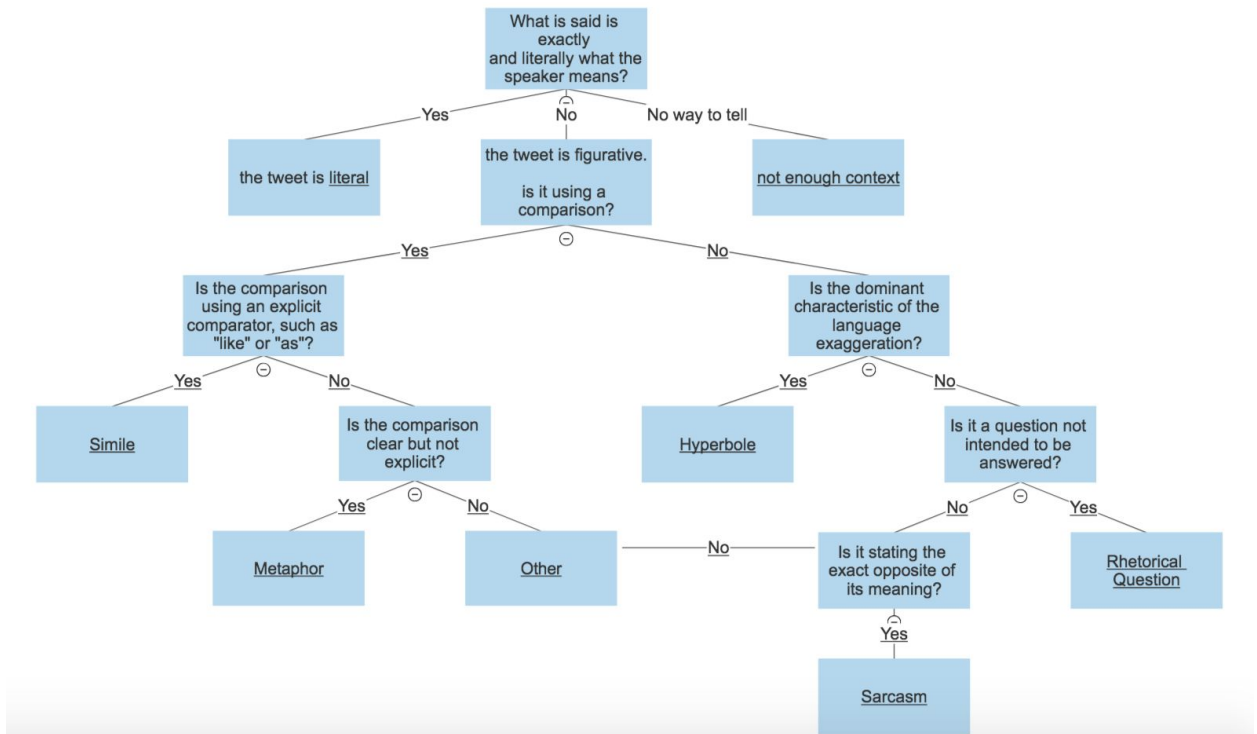 What is said is
exactly
and literally what the
speaker means?
Yes
No
No way to tell
the tweet is literal
the tweet is figurative.
is it using a
comparison?
not enough context
Yes
No
Is the comparison
using an explicit
comparator, such as
"like" or "as"?
Is the dominant
characteristic of the
language
exaggeration?
Yes
No
Yes
No
Simile
Is the comparison
clear but not
explicit?
Hyperbole
Is it a question not
intended to be
answered?
Yes
No
No
Yes
Metaphor
Other
No
Is it stating the
exact opposite of
its meaning?
Rhetorical
Question
Yes
Sarcasm